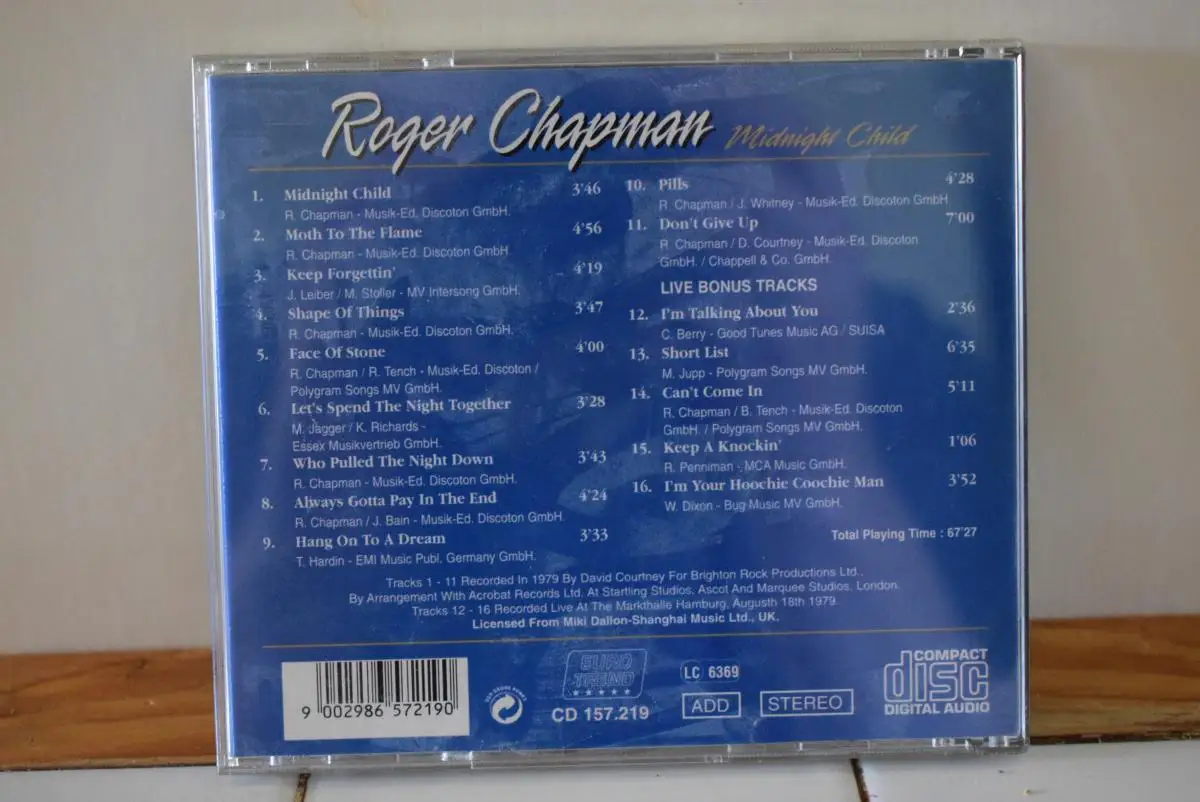 Roger Chapman Midnight Child
1. Midnight Child 3'46
R. Chapman - Musik-Ed. Discoton GmbH.
2. Moth To The Flame 4'56
R. Chapman - Musik-Ed. Discoton GmbH.
3. Keep Forgettin' 4'19
J. Leiber / M. Stoller - MV Intersong GmbH.
4. Shape Of Things 3'47
R. Chapman - Musik-Ed. Discoton GmbH.
5. Face Of Stone 4'00
R. Chapman / R. Tench - Musik-Ed. Discoton /
Polygram Songs MV GmbH.
6. Let's Spend The Night Together 3'28
M. Jagger / K. Richards -
Essex Musikvertrieb GmbH.
7. Who Pulled The Night Down 3'43
R. Chapman - Musik-Ed. Discoton GmbH.
8. Always Gotta Pay In The End 4'24
R. Chapman / J. Bain - Musik-Ed. Discoton GmbH.
9. Hang On To A Dream 3'33
T. Hardin - EMI Music Publ. Germany GmbH.
10. Pills 4'28
R. Chapman / J. Whitney - Musik-Ed. Discoton GmbH
11. Don't Give Up 7'00
R. Chapman / D. Courtney - Musik-Ed. Discoton
GmbH. / Chappell & Co. GmbH.
LIVE BONUS TRACKS
12. I'm Talking About You 2'36
C. Berry - Good Tunes Music AG / SUISA
13. Short List 6'35
M. Jupp - Polygram Songs MV GmbH.
14. Can't Come In 5'11
R. Chapman / B. Tench - Musik-Ed. Discoton
GmbH. / Polygram Songs MV GmbH.
15. Keep A Knockin' 1'06
R. Penniman - MCA Music GmbH.
16. I'm Your Hoochie Coochie Man 3'52
W. Dixon - Bug Music MV GmbH.
Total Playing Time : 67'27
Tracks 1 - 11 Recorded In 1979 By David Courtney For Brighton Rock Productions Ltd.,
By Arrangement With Acrobat Records Ltd. At Startling Studios, Ascot And Marquee Studios, London.
Tracks 12 - 16 Recorded Live At The Markthalle Hamburg, Augusth 18th 1979.
Licensed From Miki Dallon-Shanghai Music Ltd., UK.
9 002986 572190
DER GRÜNE PUNKT
EURO
TREND
CD 157.219
LC 6369
ADD
STEREO
COMPACT
disc
DIGITAL AUDIO